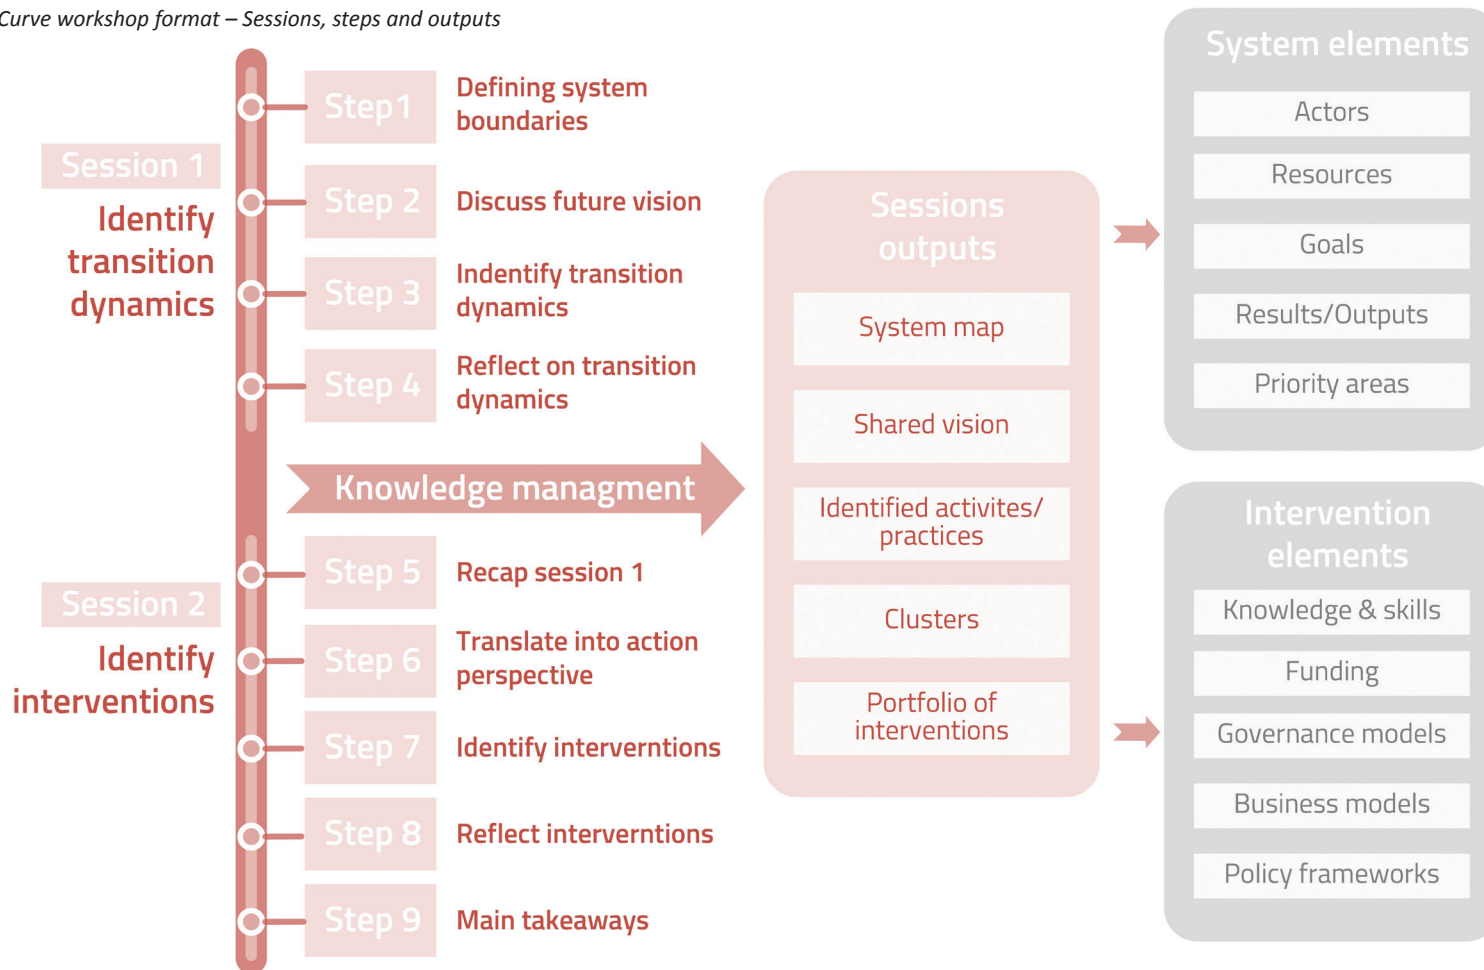 Curve workshop format – Sessions, steps and outputs
Session 1
Identify
transition
dynamics
Step1
Defining system
boundaries
Step 2
Discuss future vision
Step 3
Indentify transition
dynamics
Step 4
Reflect on transition
dynamics
Knowledge managment
Session 2
Identify
interventions
Step 5
Recap session 1
Step 6
Translate into action
perspective
Step 7
Identify interverntions
Step 8
Reflect interverntions
Step 9
Main takeaways
Sessions
outputs
System map
Shared vision
Identified activites/
practices
Clusters
Portfolio of
interventions
System elements
Actors
Resources
Goals
Results/Outputs
Priority areas
Intervention
elements
Knowledge & skills
Funding
Governance models
Business models
Policy frameworks